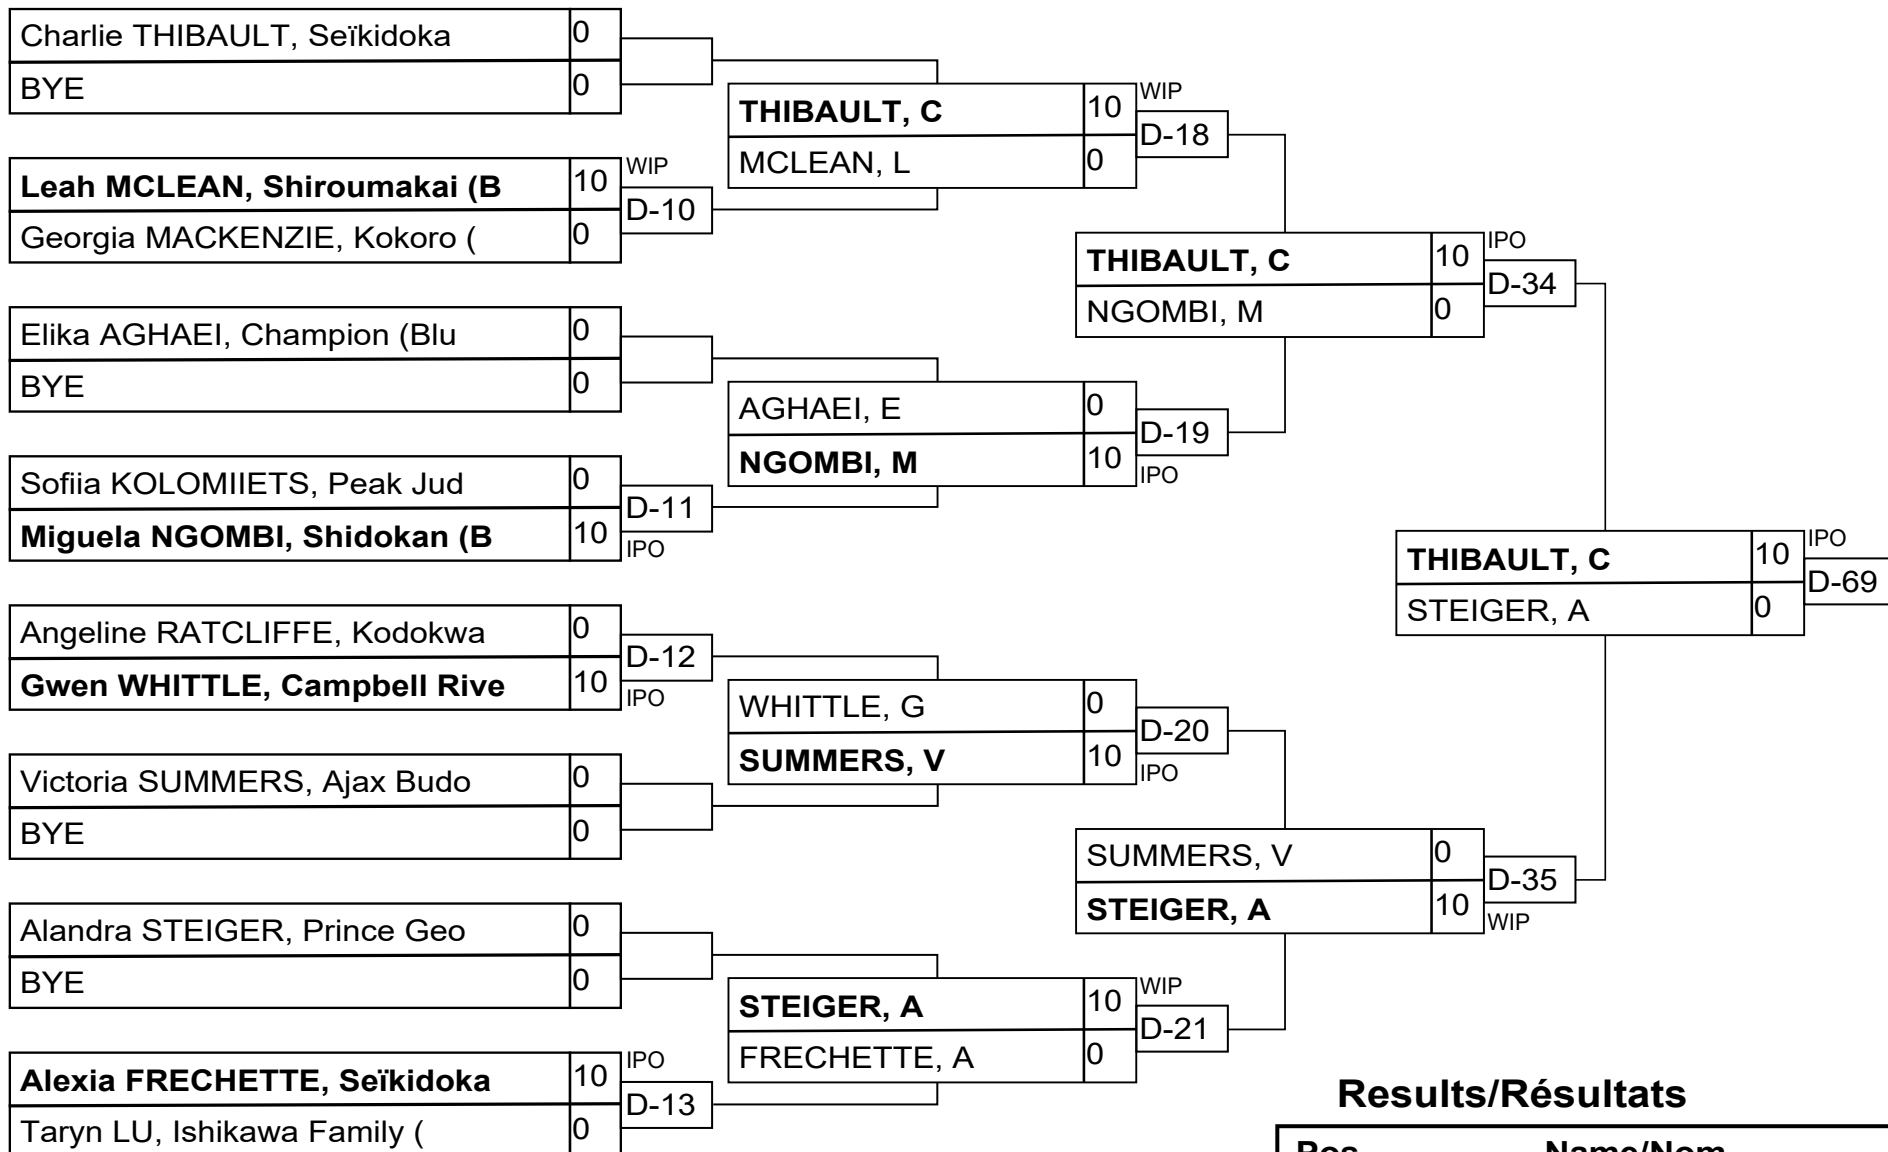 Charlie THIBAULT, Seïkidoka 0
BYE 0
Leah MCLEAN, Shiroumakai (B 10 WIP
D-10
Georgia MACKENZIE, Kokoro ( 0
Elika AGHAEI, Champion (Blu 0
BYE 0
Sofiia KOLOMIIETS, Peak Jud 0
D-11
Miguela NGOMBI, Shidokan (B 10 IPO
Angeline RATCLIFFE, Kodokwa 0
D-12
Gwen WHITTLE, Campbell Rive 10 IPO
Victoria SUMMERS, Ajax Budo 0
BYE 0
Alandra STEIGER, Prince Geo 0
BYE 0
Alexia FRECHETTE, Seïkidoka 10 IPO
D-13
Taryn LU, Ishikawa Family ( 0
THIBAULT, C 10 WIP
D-18
MCLEAN, L 0
AGHAEI, E 0
D-19
NGOMBI, M 10 IPO
WHITTLE, G 0
D-20
SUMMERS, V 10 IPO
STEIGER, A 10 WIP
D-21
FRECHETTE, A 0
THIBAULT, C 10 IPO
D-34
NGOMBI, M 0
SUMMERS, V 0
D-35
STEIGER, A 10 WIP
THIBAULT, C 10 IPO
D-69
STEIGER, A 0
Results/Résultats
Pos Name/Nom